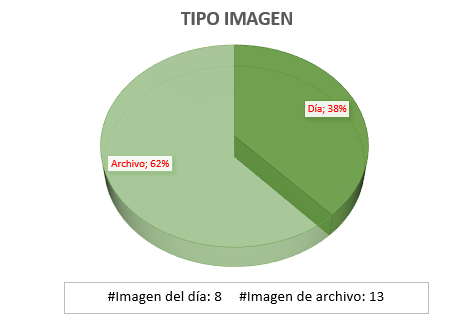 TIPO IMAGEN
Día; 38%
Archivo; 62%
#Imagen del día: 8 #Imagen de archivo: 13